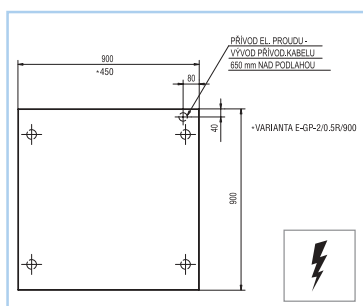 PŘÍVOD EL. PROUDU -
VÝVOD PŘÍVOD.KABELU
650 mm NAD PODLAHOU
900
*450
80
40
*VARIANTA E-GP-2/0.5R/900
900